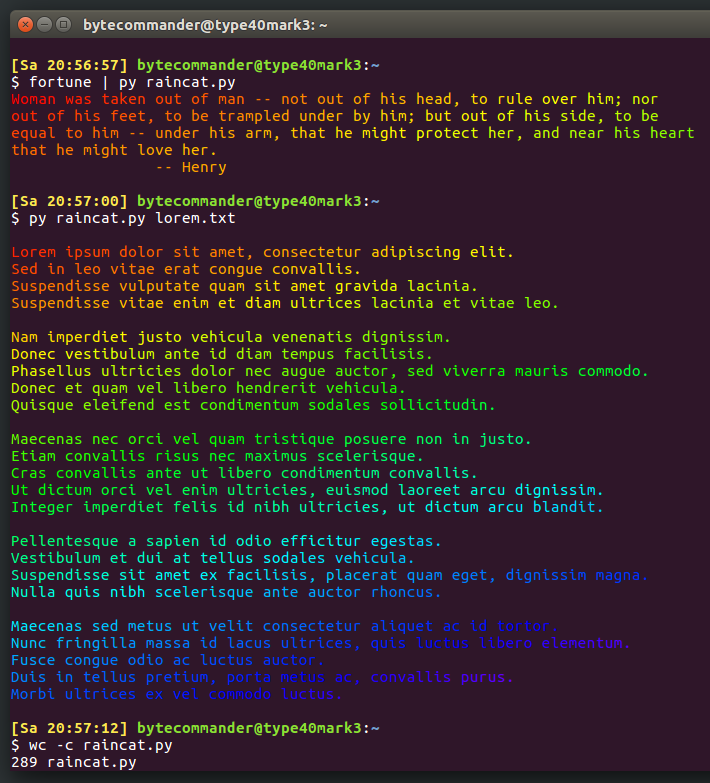 bytecommander@type40mark3: ~
[Sa 20:56:57] bytecommander@type40mark3:~
$ fortune | py raincat.py
Woman was taken out of man -- not out of his head, to rule over him; nor
out of his feet, to be trampled under by him; but out of his side, to be
equal to him -- under his arm, that he might protect her, and near his heart
that he might love her.
-- Henry
[Sa 20:57:00] bytecommander@type40mark3:~
$ py raincat.py lorem.txt
Lorem ipsum dolor sit amet, consectetur adipiscing elit.
Sed in leo vitae erat congue convallis.
Suspendisse vulputate quam sit amet gravida lacinia.
Suspendisse vitae enim et diam ultrices lacinia et vitae leo.
Nam imperdiet justo vehicula venenatis dignissim.
Donec vestibulum ante id diam tempus facilisis.
Phasellus ultricies dolor nec augue auctor, sed viverra mauris commodo.
Donec et quam vel libero hendrerit vehicula.
Quisque eleifend est condimentum sodales sollicitudin.
Maecenas nec orci vel quam tristique posuere non in justo.
Etiam convallis risus nec maximus scelerisque.
Cras convallis ante ut libero condimentum convallis.
Ut dictum orci vel enim ultricies, euismod laoreet arcu dignissim.
Integer imperdiet felis id nibh ultricies, ut dictum arcu blandit.
Pellentesque a sapien id odio efficitur egestas.
Vestibulum et dui at tellus sodales vehicula.
Suspendisse sit amet ex facilisis, placerat quam eget, dignissim magna.
Nulla quis nibh scelerisque ante auctor rhoncus.
Maecenas sed metus ut velit consectetur aliquet ac id tortor.
Nunc fringilla massa id lacus ultrices, quis luctus libero elementum.
Fusce congue odio ac luctus auctor.
Duis in tellus pretium, porta metus ac, convallis purus.
Morbi ultrices ex vel commodo luctus.
[Sa 20:57:12] bytecommander@type40mark3:~
$ wc -c raincat.py
289 raincat.py